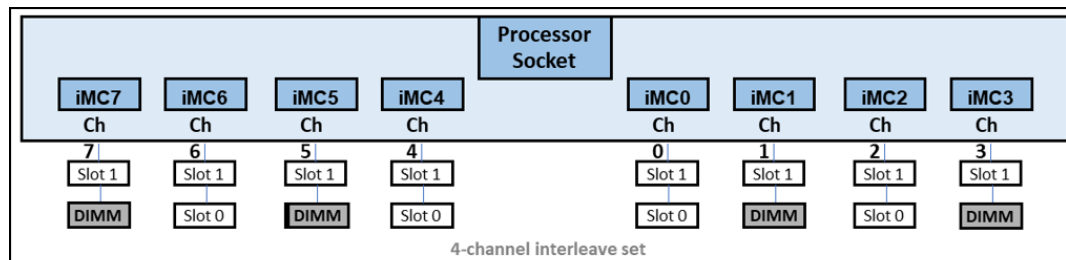 Processor
Socket
iMC7 iMC6 iMC5 iMC4 iMC0 iMC1 iMC2 iMC3
Ch Ch Ch Ch Ch Ch Ch Ch
7 6 5 4 0 1 2 3
Slot 1 Slot 1 Slot 1 Slot 1 Slot 1 Slot 1 Slot 1 Slot 1
DIMM Slot 0 DIMM Slot 0 Slot 0 DIMM Slot 0 DIMM
4-channel interleave set